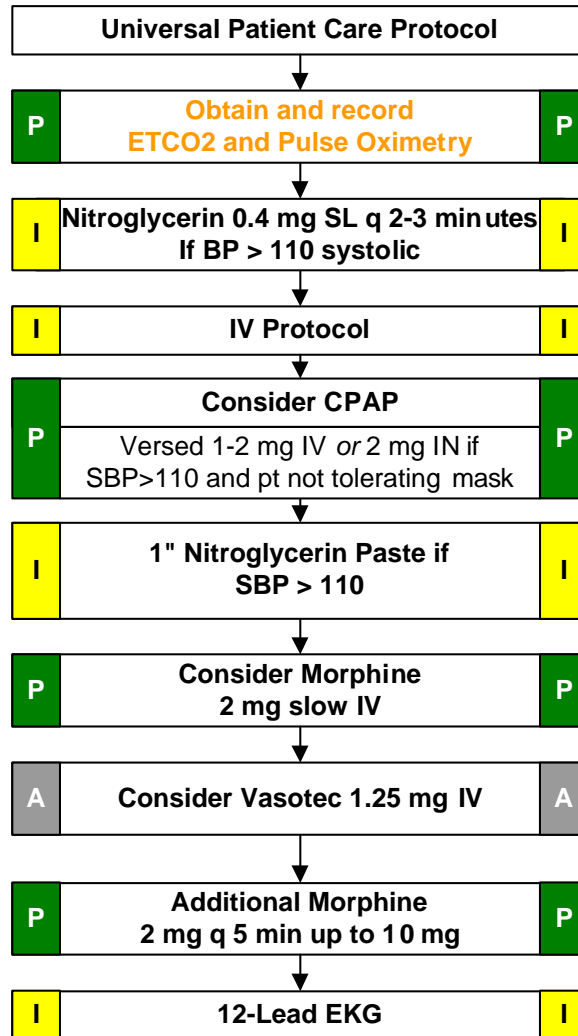 Universal Patient Care Protocol
P Obtain and record P
ETCO2 and Pulse Oximetry
I Nitroglycerin 0.4 mg SL q 2-3 minutes I
If BP > 110 systolic
I IV Protocol I
Consider CPAP
P P
Versed 1-2 mg IV or 2 mg IN if
SBP>110 and pt not tolerating mask
I 1" Nitroglycerin Paste if I
SBP > 110
P Consider Morphine P
2 mg slow IV
A Consider Vasotec 1.25 mg IV A
P Additional Morphine P
2 mg q 5 min up to 10 mg
I 12-Lead EKG I